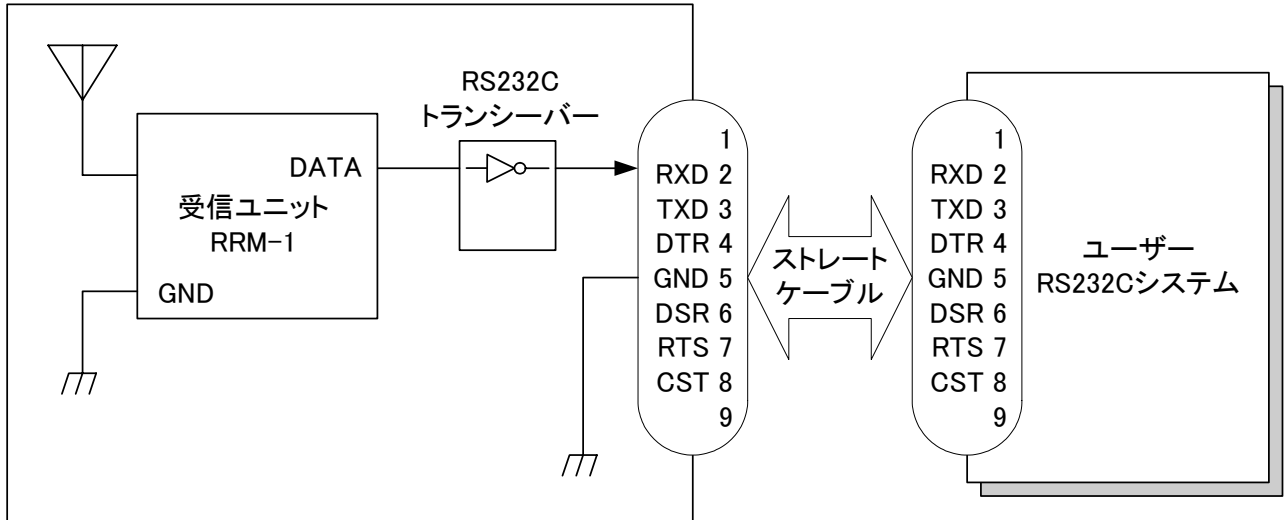 RS232C
トランシーバー
DATA
受信ユニット
RRM-1
GND
1
RXD 2
TXD 3
DTR 4
GND 5
DSR 6
RTS 7
CST 8
9
ストレート
ケーブル
1
RXD 2
TXD 3
DTR 4
GND 5
DSR 6
RTS 7
CST 8
9
ユーザー
RS232Cシステム